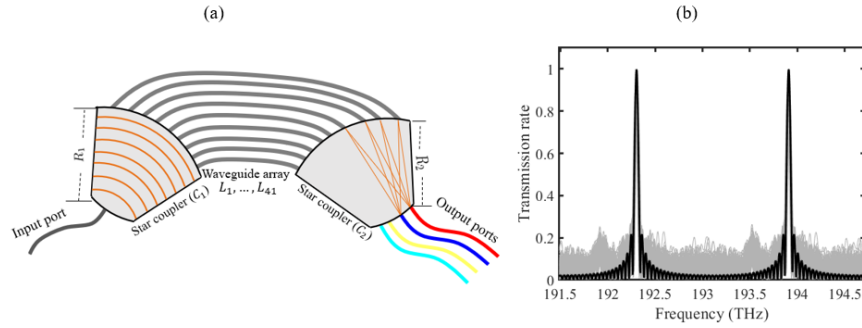 (a)
R₁
Input port
Star coupler (C₁)
Waveguide array
L₁, ..., L₄₁
Star coupler (C₂)
R₂
Output ports
(b)
Transmission rate
1
0.8
0.6
0.4
0.2
0
191.5 192 192.5 193 193.5 194 194.5
Frequency (THz)